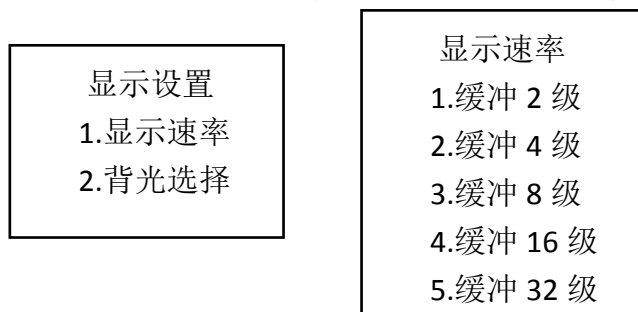 显示设置
1.显示速率
2.背光选择
显示速率
1.缓冲 2 级
2.缓冲 4 级
3.缓冲 8 级
4.缓冲 16 级
5.缓冲 32 级